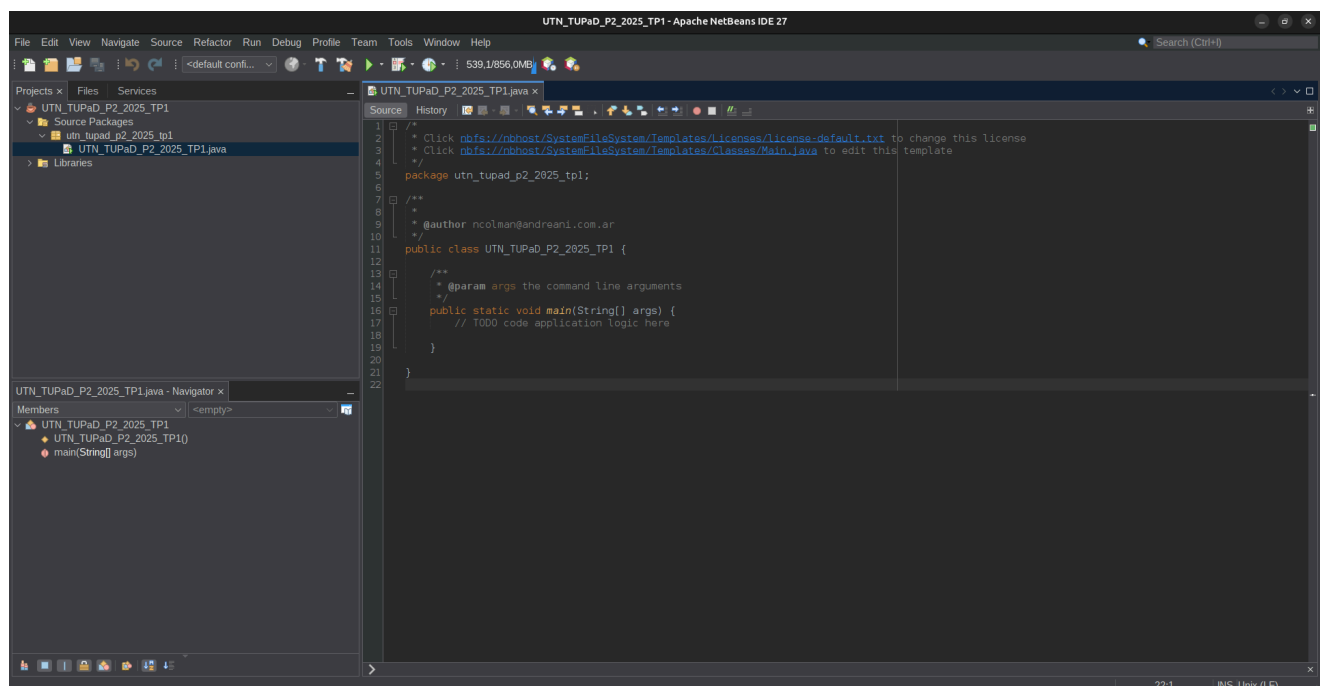 UTN_TUPaD_P2_2025_TP1 - Apache NetBeans IDE 27
File Edit View Navigate Source Refactor Run Debug Profile Team Tools Window Help
Search (Ctrl+I)
<default confi...
539,1/856,0MB
Projects × Files Services
UTN_TUPaD_P2_2025_TP1
Source Packages
utn_tupad_p2_2025_tp1
UTN_TUPaD_P2_2025_TP1.java
Libraries
UTN_TUPaD_P2_2025_TP1.java - Navigator ×
Members
<empty>
UTN_TUPaD_P2_2025_TP1
UTN_TUPaD_P2_2025_TP1()
main(String[] args)
UTN_TUPaD_P2_2025_TP1.java ×
Source History
1 /*
2 * Click nbfs://nbhost/SystemFileSystem/Templates/Licenses/license-default.txt to change this license
3 * Click nbfs://nbhost/SystemFileSystem/Templates/Classes/Main.java to edit this template
4 */
5 package utn_tupad_p2_2025_tp1;
6
7 /**
8 *
9 * @author ncolman@andreani.com.ar
10 */
11 public class UTN_TUPaD_P2_2025_TP1 {
12
13 /**
14 * @param args the command line arguments
15 */
16 public static void main(String[] args) {
17 // TODO code application logic here
18
19 }
20
21 }
22
22:1 INS Unix (LF)